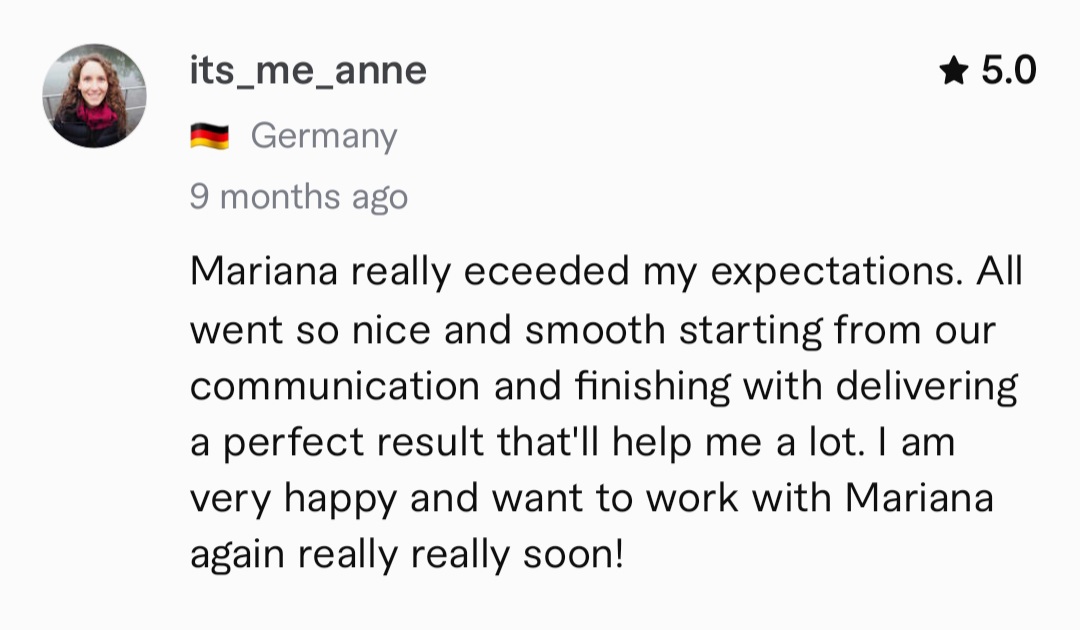 its_me_anne
★ 5.0
🇩🇪 Germany
9 months ago
Mariana really eceeded my expectations. All
went so nice and smooth starting from our
communication and finishing with delivering
a perfect result that'll help me a lot. I am
very happy and want to work with Mariana
again really really soon!